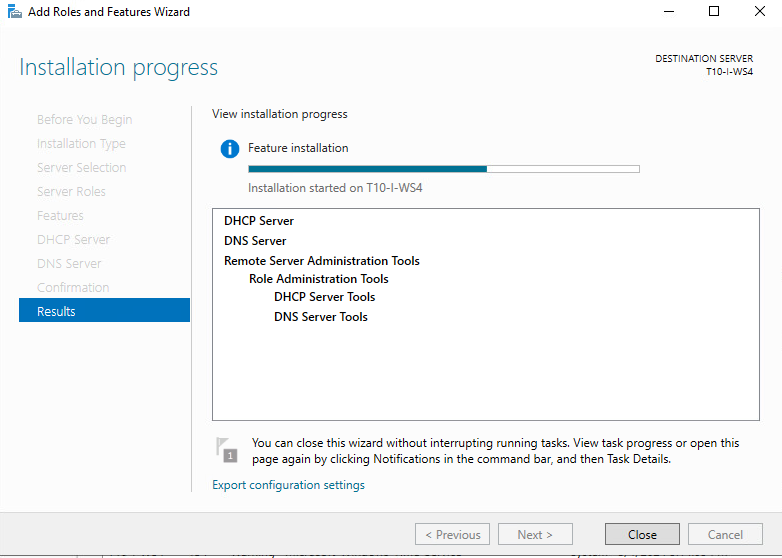 Add Roles and Features Wizard
Installation progress
DESTINATION SERVER
T10-I-WS4
Before You Begin
Installation Type
Server Selection
Server Roles
Features
DHCP Server
DNS Server
Confirmation
Results
View installation progress
Feature installation
Installation started on T10-I-WS4
DHCP Server
DNS Server
Remote Server Administration Tools
Role Administration Tools
DHCP Server Tools
DNS Server Tools
1
You can close this wizard without interrupting running tasks. View task progress or open this
page again by clicking Notifications in the command bar, and then Task Details.
Export configuration settings
< Previous
Next >
Close
Cancel